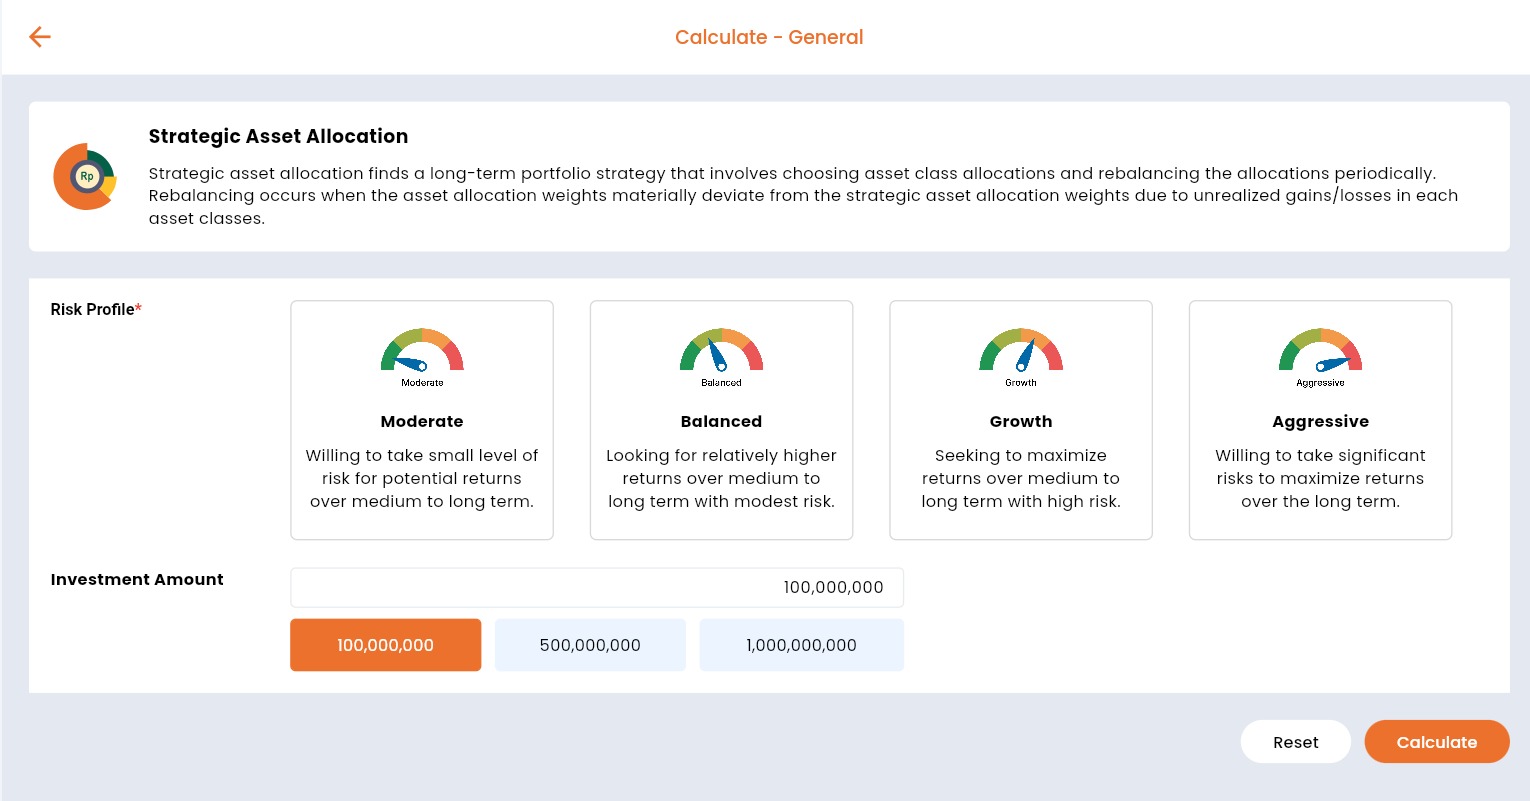 Calculate - General
Strategic Asset Allocation
Rp
Strategic asset allocation finds a long-term portfolio strategy that involves choosing asset class allocations and rebalancing the allocations periodically.
Rebalancing occurs when the asset allocation weights materially deviate from the strategic asset allocation weights due to unrealized gains/losses in each
asset classes.
Risk Profile*
Moderate
Moderate
Willing to take small level of
risk for potential returns
over medium to long term.
Balanced
Balanced
Looking for relatively higher
returns over medium to
long term with modest risk.
Growth
Growth
Seeking to maximize
returns over medium to
long term with high risk.
Aggressive
Aggressive
Willing to take significant
risks to maximize returns
over the long term.
Investment Amount
100,000,000
100,000,000
500,000,000
1,000,000,000
Reset
Calculate